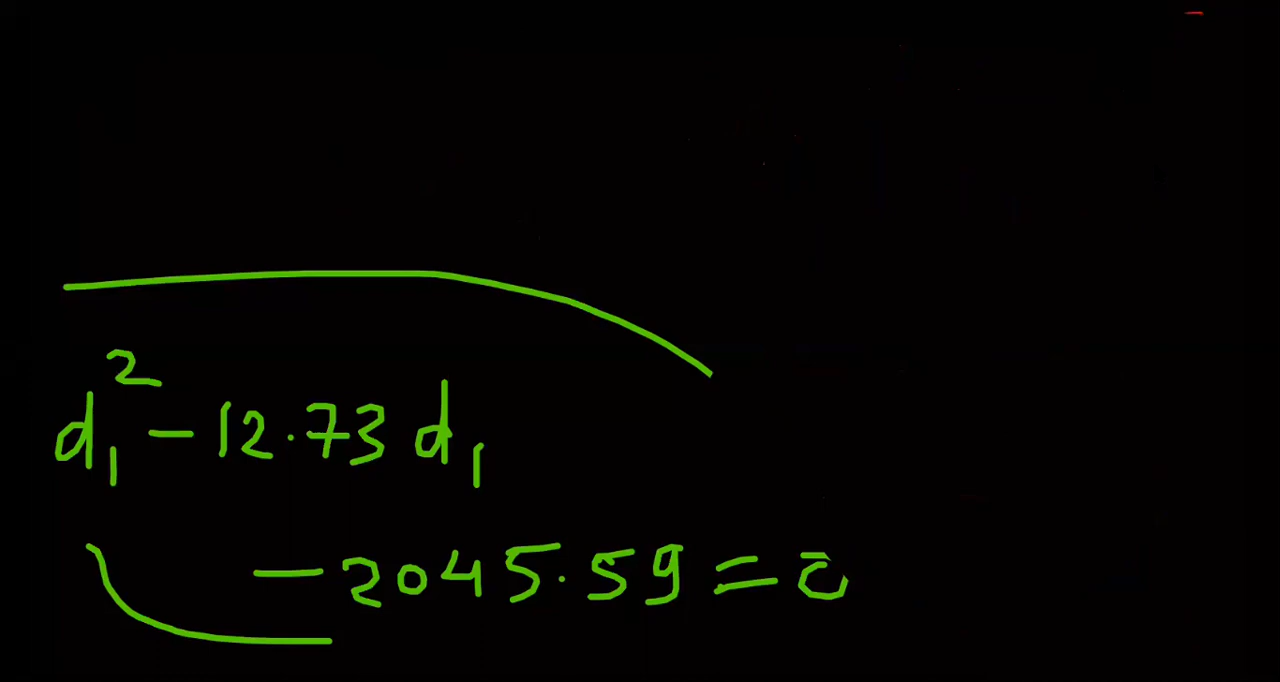 d₁² - 12.73 d₁
- 2045.59 = 0